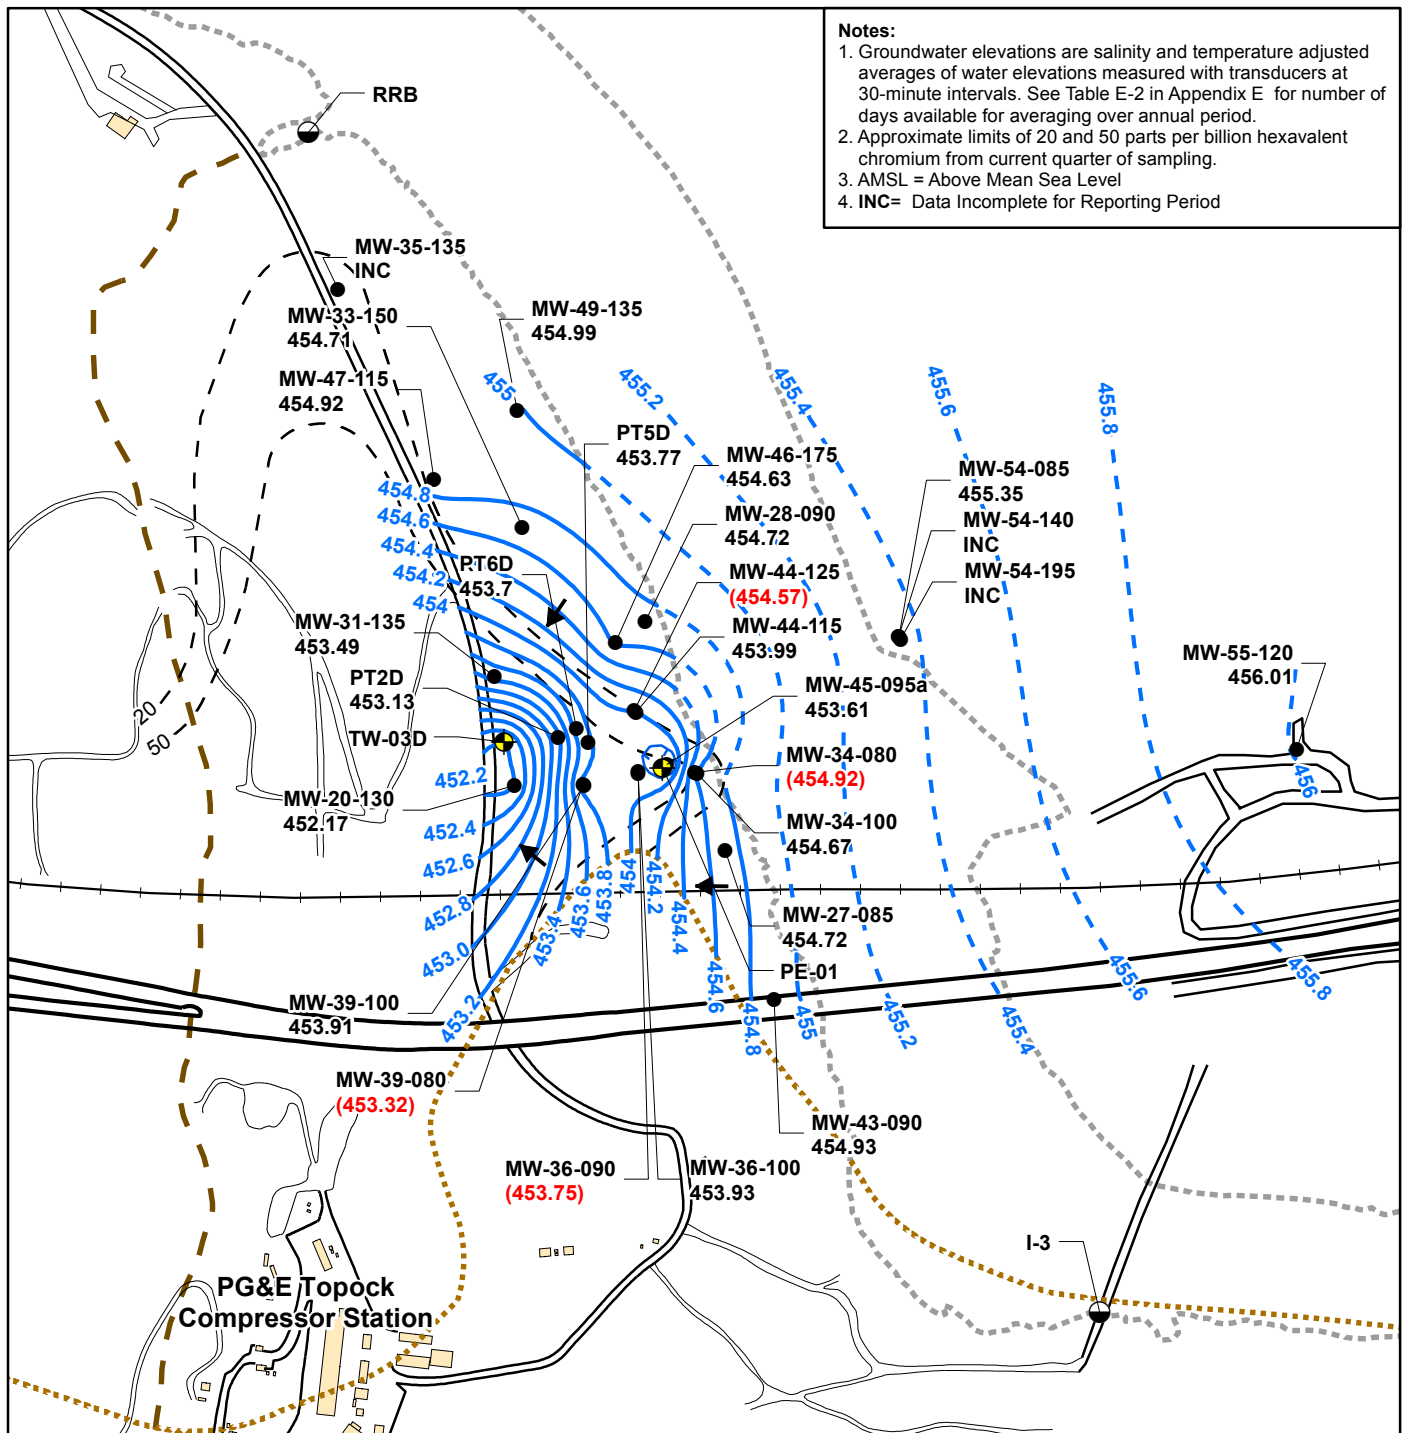 Notes:
1. Groundwater elevations are salinity and temperature adjusted
averages of water elevations measured with transducers at
30-minute intervals. See Table E-2 in Appendix E for number of
days available for averaging over annual period.
2. Approximate limits of 20 and 50 parts per billion hexavalent
chromium from current quarter of sampling.
3. AMSL = Above Mean Sea Level
4. INC= Data Incomplete for Reporting Period
RRB
MW-35-135
INC
MW-33-150
454.71
MW-49-135
454.99
MW-47-115
454.92
455
455.2
455.4
455.6
455.8
PT5D
453.77
MW-46-175
454.63
MW-54-085
455.35
MW-28-090
454.72
MW-54-140
INC
MW-54-195
INC
454.8
454.6
454.4
454.2
454
PT6D
453.7
MW-44-125
(454.57)
MW-44-115
453.99
MW-31-135
453.49
MW-55-120
456.01
PT2D
453.13
MW-45-095a
453.61
20
50
TW-03D
MW-34-080
(454.92)
456
452.2
MW-20-130
452.17
452.4
MW-34-100
454.67
452.6
452.8
453.0
453.2
453.4
453.6
453.8
454
454.2
454.4
454.6
454.8
455
455.2
455.4
455.6
455.8
MW-27-085
454.72
PE-01
MW-39-100
453.91
MW-39-080
(453.32)
MW-43-090
454.93
MW-36-090
(453.75)
MW-36-100
453.93
I-3
PG&E Topock
Compressor Station